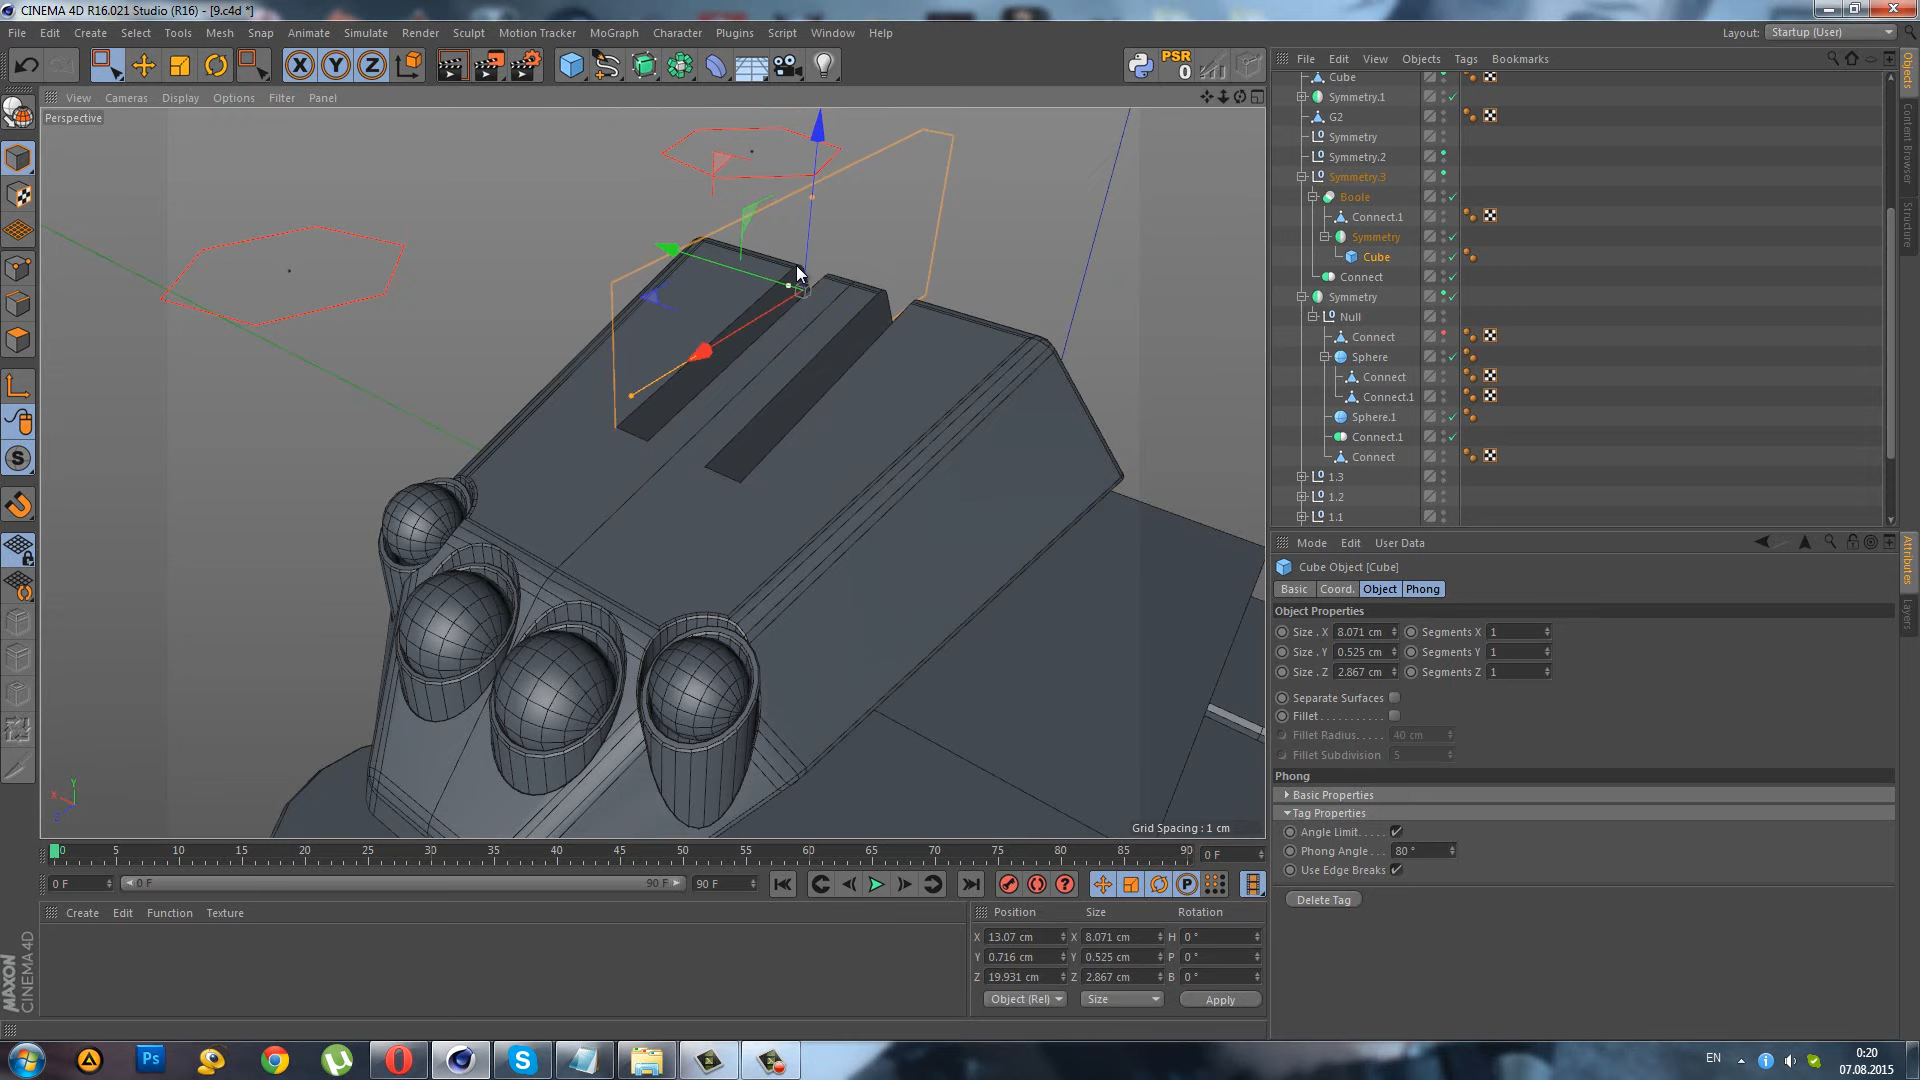 CINEMA 4D R16.021 Studio (R16) - [9.c4d *]
File Edit Create Select Tools Mesh Snap Animate Simulate Render Sculpt Motion Tracker MoGraph Character Plugins Script Window Help
Layout: Startup (User)
X Y Z
PSR
0
File Edit View Objects Tags Bookmarks
View Cameras Display Options Filter Panel
Perspective
Cube
Symmetry.1
G2
Symmetry
Symmetry.2
Symmetry.3
Boole
Connect.1
Symmetry
Cube
Connect
Symmetry
Null
Connect
Sphere
Connect
Connect.1
Sphere.1
Connect.1
Connect
1.3
1.2
1.1
Objects
Content Browser
Structure
Mode Edit User Data
Cube Object [Cube]
Basic Coord. Object Phong
Object Properties
Size . X 8.071 cm Segments X 1
Size . Y 0.525 cm Segments Y 1
Size . Z 2.867 cm Segments Z 1
Separate Surfaces
Fillet
Fillet Radius 40 cm
Fillet Subdivision 5
Phong
Basic Properties
Tag Properties
Angle Limit
Phong Angle 80 °
Use Edge Breaks
Delete Tag
Attributes
Layers
Y
X
Z
Grid Spacing : 1 cm
0 5 10 15 20 25 30 35 40 45 50 55 60 65 70 75 80 85 90 0 F
0 F 0 F 90 F 90 F
P
Create Edit Function Texture
Position Size Rotation
X 13.07 cm X 8.071 cm H 0 °
Y 0.716 cm Y 0.525 cm P 0 °
Z 19.931 cm Z 2.867 cm B 0 °
Object (Rel) Size Apply
MAXON
CINEMA 4D
Ps
EN
0:20
07.08.2015